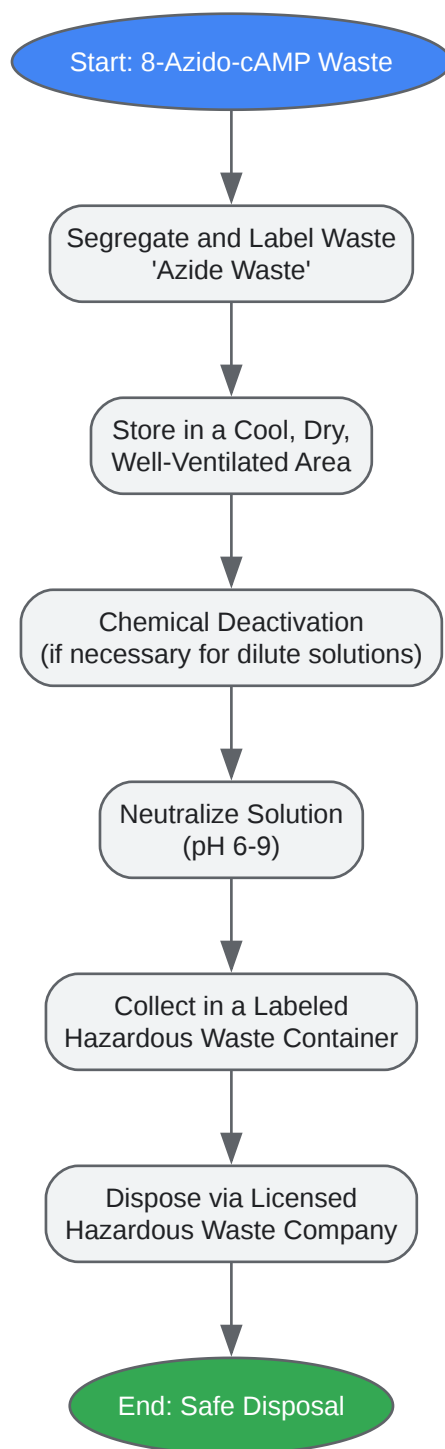 Start: 8-Azido-cAMP Waste
Segregate and Label Waste
'Azide Waste'
Store in a Cool, Dry,
Well-Ventilated Area
Chemical Deactivation
(if necessary for dilute solutions)
Neutralize Solution
(pH 6-9)
Collect in a Labeled
Hazardous Waste Container
Dispose via Licensed
Hazardous Waste Company
End: Safe Disposal